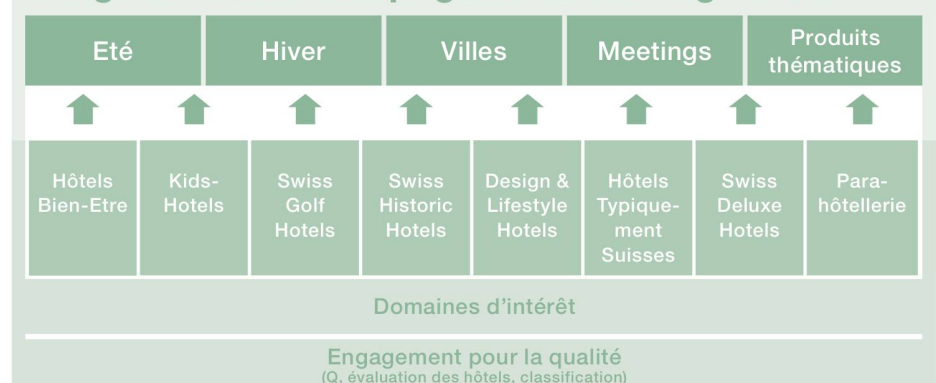 Eté
Hiver
Villes
Meetings
Produits
thématiques
Hôtels
Bien-Etre
Kids-
Hotels
Swiss
Golf
Hotels
Swiss
Historic
Hotels
Design &
Lifestyle
Hotels
Hôtels
Typique-
ment
Suisses
Swiss
Deluxe
Hotels
Para-
hôtellerie
Domaines d'intérêt
Engagement pour la qualité
(Q, évaluation des hôtels, classification)